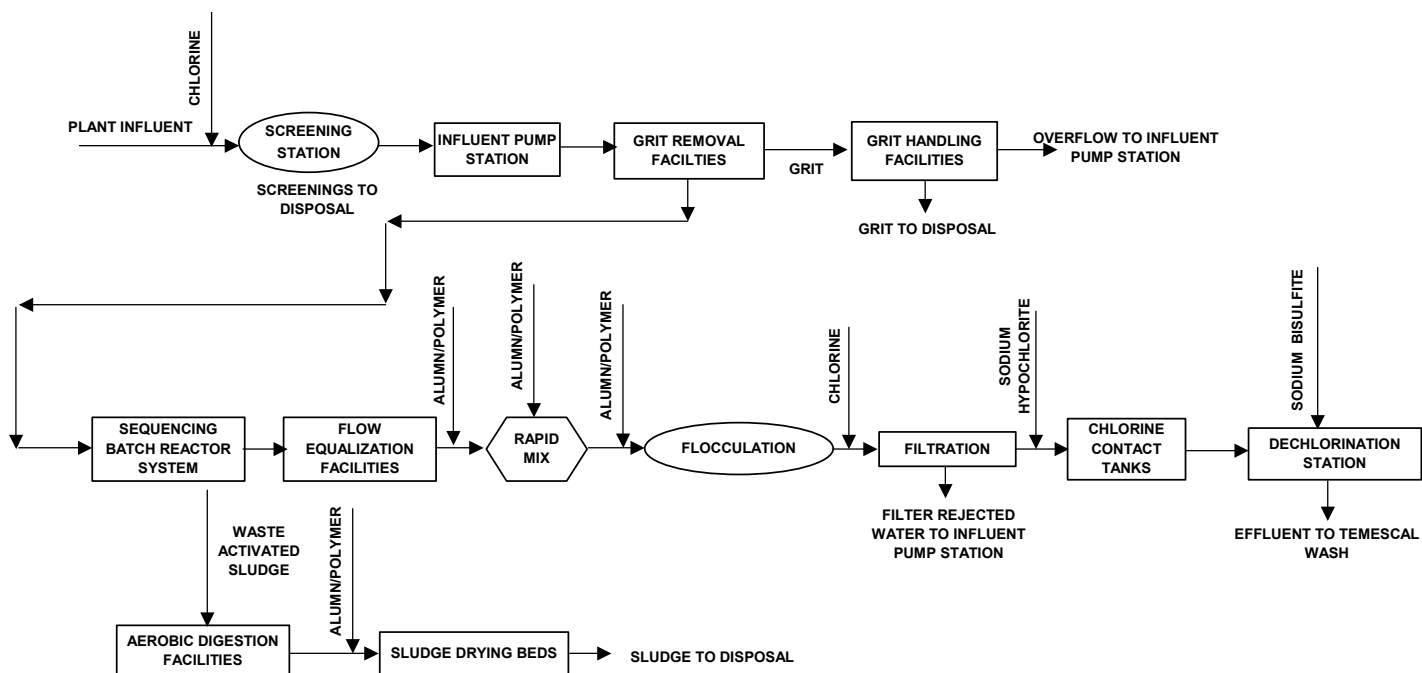 CHLORINE
PLANT INFLUENT
SCREENING
STATION
SCREENINGS TO
DISPOSAL
INFLUENT PUMP
STATION
GRIT REMOVAL
FACILTIES
GRIT
GRIT HANDLING
FACILITIES
OVERFLOW TO INFLUENT
PUMP STATION
GRIT TO DISPOSAL
SEQUENCING
BATCH REACTOR
SYSTEM
FLOW
EQUALIZATION
FACILITIES
ALUMN/POLYMER
ALUMN/POLYMER
RAPID
MIX
ALUMN/POLYMER
FLOCCULATION
CHLORINE
FILTRATION
FILTER REJECTED
WATER TO INFLUENT
PUMP STATION
SODIUM
HYPOCHLORITE
CHLORINE
CONTACT
TANKS
SODIUM BISULFITE
DECHLORINATION
STATION
EFFLUENT TO TEMESCAL
WASH
WASTE
ACTIVATED
SLUDGE
AEROBIC DIGESTION
FACILITIES
ALUMN/POLYMER
SLUDGE DRYING BEDS
SLUDGE TO DISPOSAL